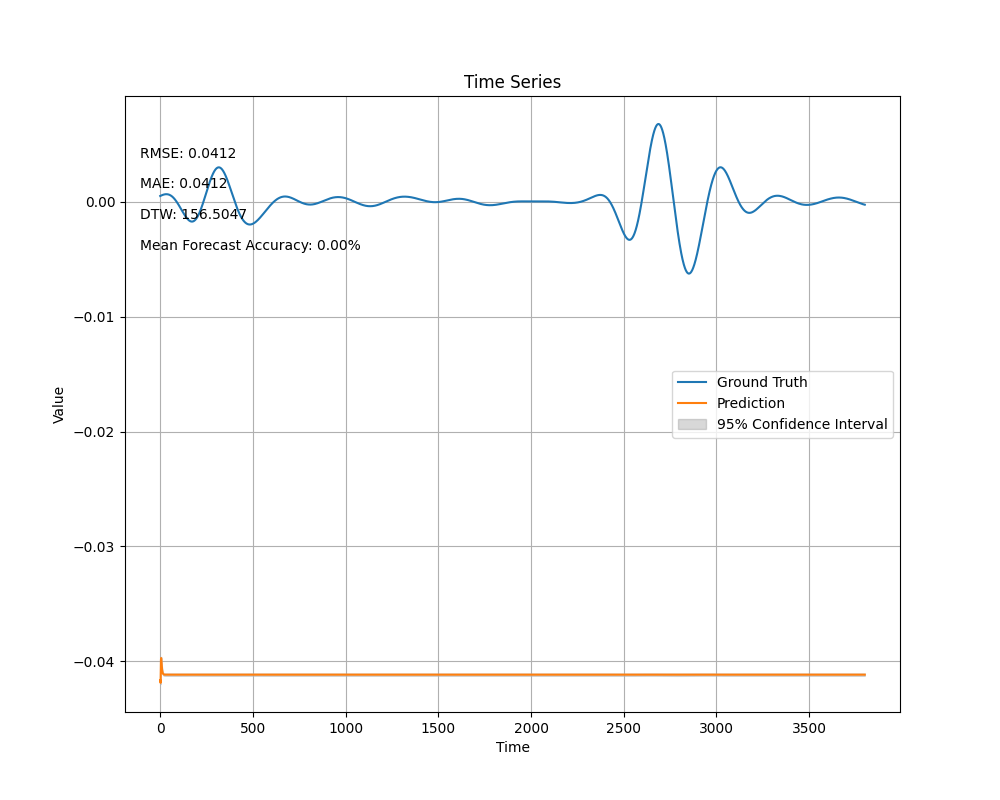 Time Series
RMSE: 0.0412
MAE: 0.0412
DTW: 156.5047
Mean Forecast Accuracy: 0.00%
0.00
−0.01
−0.02
−0.03
−0.04
Value
Ground Truth
Prediction
95% Confidence Interval
0 500 1000 1500 2000 2500 3000 3500
Time